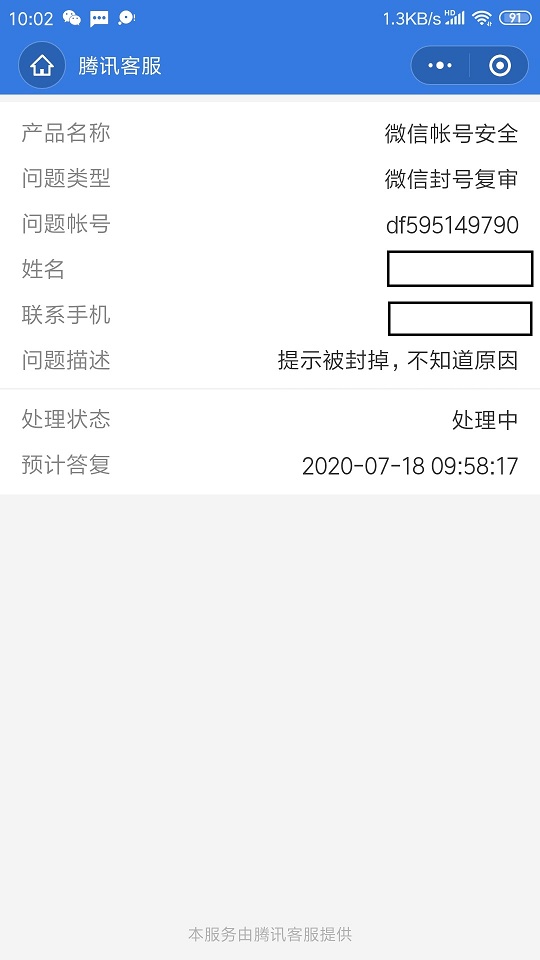 10:02 1.3KB/s HD 91
腾讯客服
产品名称 微信帐号安全
问题类型 微信封号复审
问题帐号 df595149790
姓名
联系手机
问题描述 提示被封掉，不知道原因
处理状态 处理中
预计答复 2020-07-18 09:58:17
本服务由腾讯客服提供